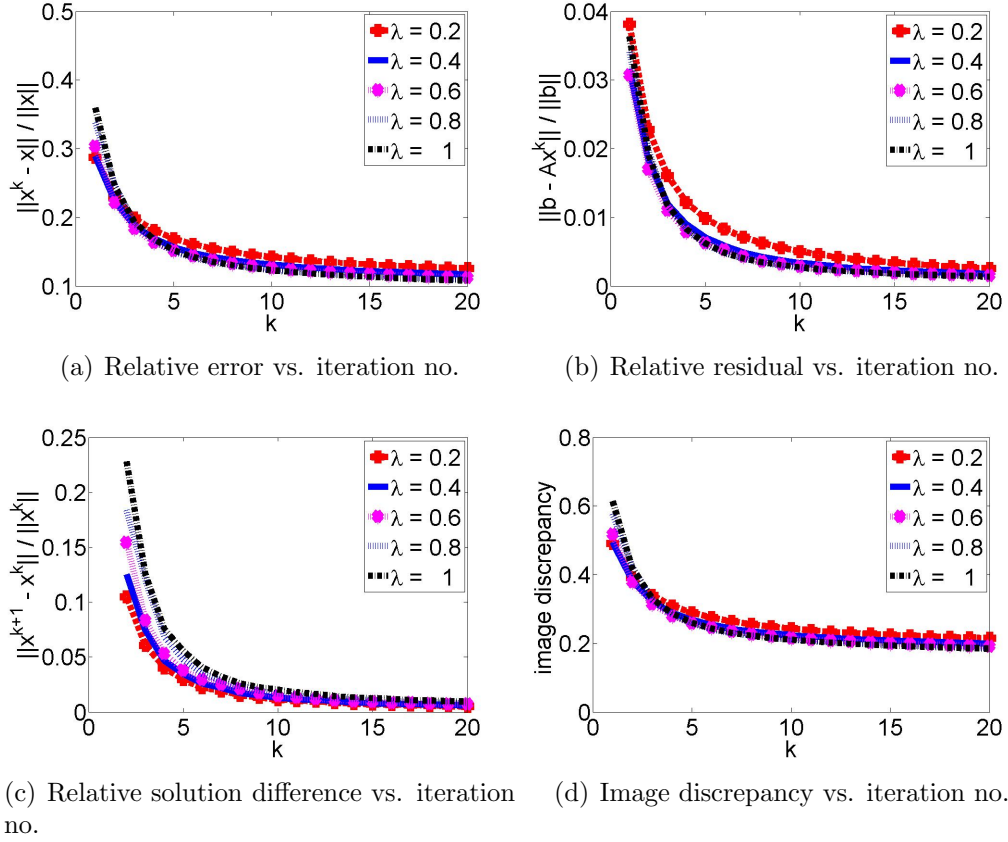 ||x^k - x|| / ||x||
0.5
0.4
0.3
0.2
0.1
0
5
10
15
20
k
λ = 0.2
λ = 0.4
λ = 0.6
λ = 0.8
λ = 1
(a) Relative error vs. iteration no.
||b - Ax^k|| / ||b||
0.04
0.03
0.02
0.01
0
0
5
10
15
20
k
λ = 0.2
λ = 0.4
λ = 0.6
λ = 0.8
λ = 1
(b) Relative residual vs. iteration no.
||x^{k+1} - x^k|| / ||x^k||
0.25
0.2
0.15
0.1
0.05
0
0
5
10
15
20
k
λ = 0.2
λ = 0.4
λ = 0.6
λ = 0.8
λ = 1
(c) Relative solution difference vs. iteration
no.
image discrepancy
0.8
0.6
0.4
0.2
0
0
5
10
15
20
k
λ = 0.2
λ = 0.4
λ = 0.6
λ = 0.8
λ = 1
(d) Image discrepancy vs. iteration no.